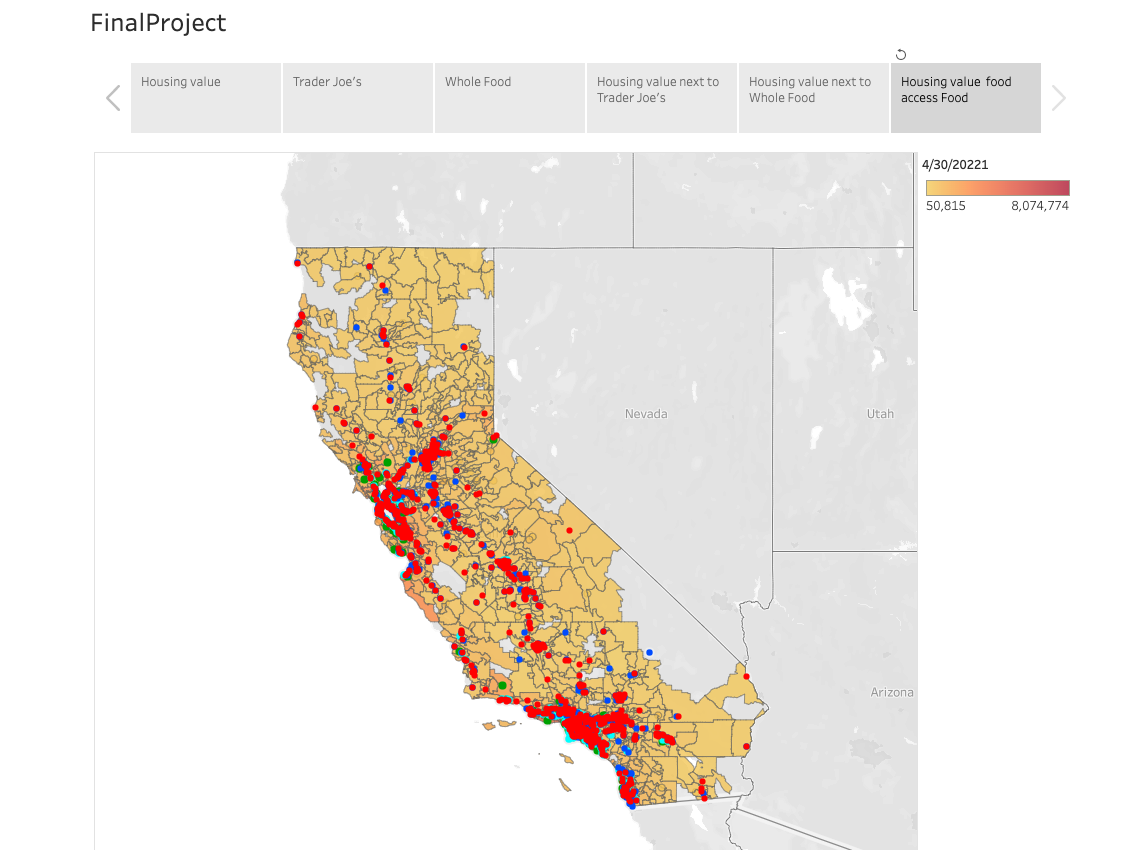 FinalProject
Housing value
Trader Joe's
Whole Food
Housing value next to
Trader Joe's
Housing value next to
Whole Food
Housing value food
access Food
4/30/20221
50,815
8,074,774
Nevada
Utah
Arizona